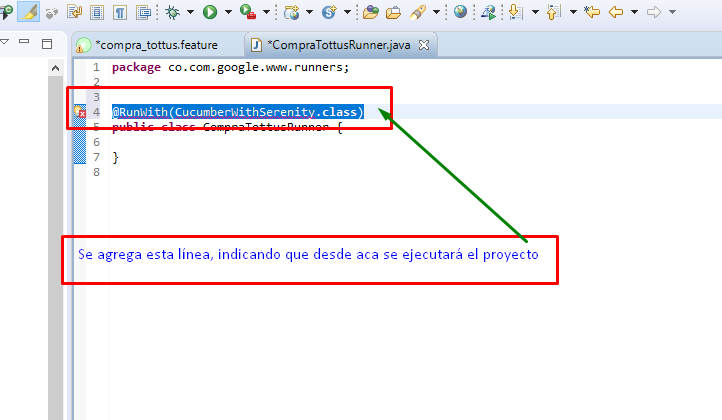 *compra_tottus.feature
*CompraTottusRunner.java
1 package co.com.google.www.runners;
2
3
4 @RunWith(CucumberWithSerenity.class)
5 public class CompraTottusRunner {
6
7 }
8
Se agrega esta línea, indicando que desde aca se ejecutará el proyecto